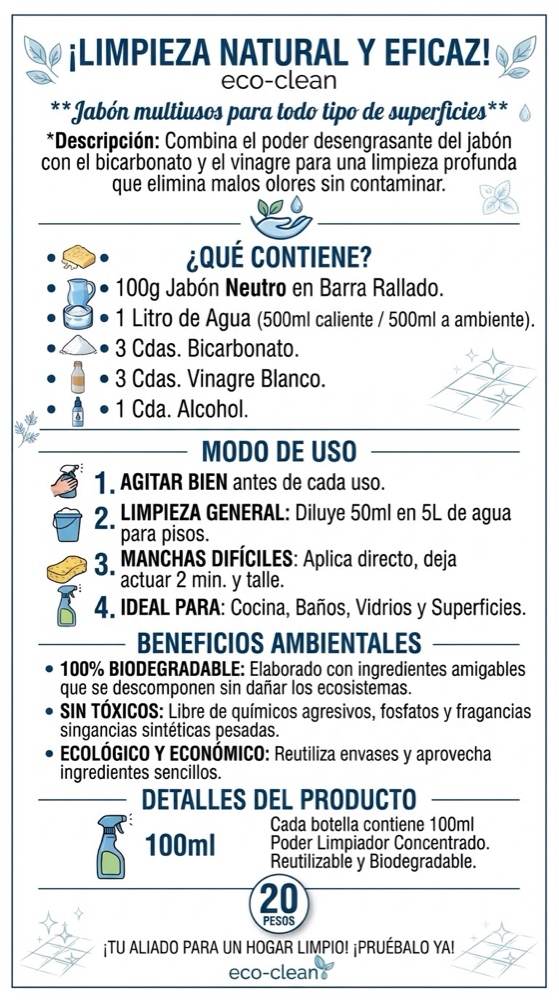 ¡LIMPIEZA NATURAL Y EFICAZ!
eco-clean
**Jabón multiusos para todo tipo de superficies**
*Descripción: Combina el poder desengrasante del jabón
con el bicarbonato y el vinagre para una limpieza profunda
que elimina malos olores sin contaminar.
¿QUÉ CONTIENE?
• 100g Jabón Neutro en Barra Rallado.
• 1 Litro de Agua (500ml caliente / 500ml a ambiente).
• 3 Cdas. Bicarbonato.
• 3 Cdas. Vinagre Blanco.
• 1 Cda. Alcohol.
MODO DE USO
1. AGITAR BIEN antes de cada uso.
2. LIMPIEZA GENERAL: Diluye 50ml en 5L de agua
para pisos.
3. MANCHAS DIFÍCILES: Aplica directo, deja
actuar 2 min. y talle.
4. IDEAL PARA: Cocina, Baños, Vidrios y Superficies.
BENEFICIOS AMBIENTALES
• 100% BIODEGRADABLE: Elaborado con ingredientes amigables
que se descomponen sin dañar los ecosistemas.
• SIN TÓXICOS: Libre de químicos agresivos, fosfatos y fragancias
singancias sintéticas pesadas.
• ECOLÓGICO Y ECONÓMICO: Reutiliza envases y aprovecha
ingredientes sencillos.
DETALLES DEL PRODUCTO
100ml
Cada botella contiene 100ml
Poder Limpiador Concentrado.
Reutilizable y Biodegradable.
20
PESOS
¡TU ALIADO PARA UN HOGAR LIMPIO! ¡PRUÉBALO YA!
eco-clean